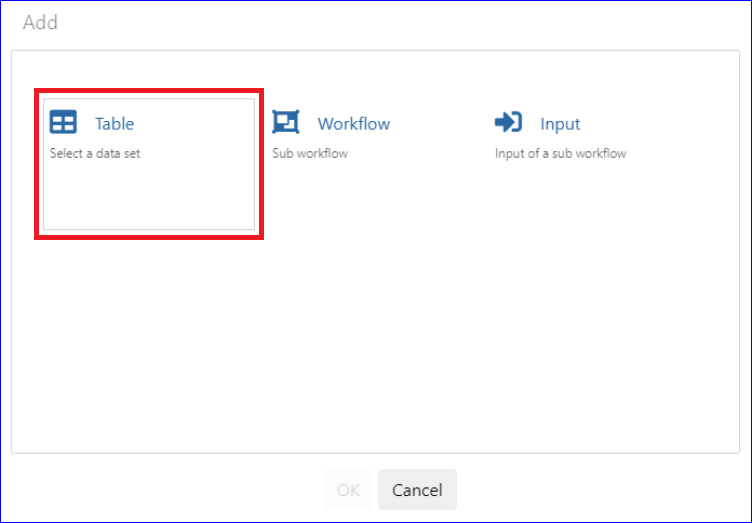 Add
Table
Select a data set
Workflow
Sub workflow
Input
Input of a sub workflow
OK
Cancel